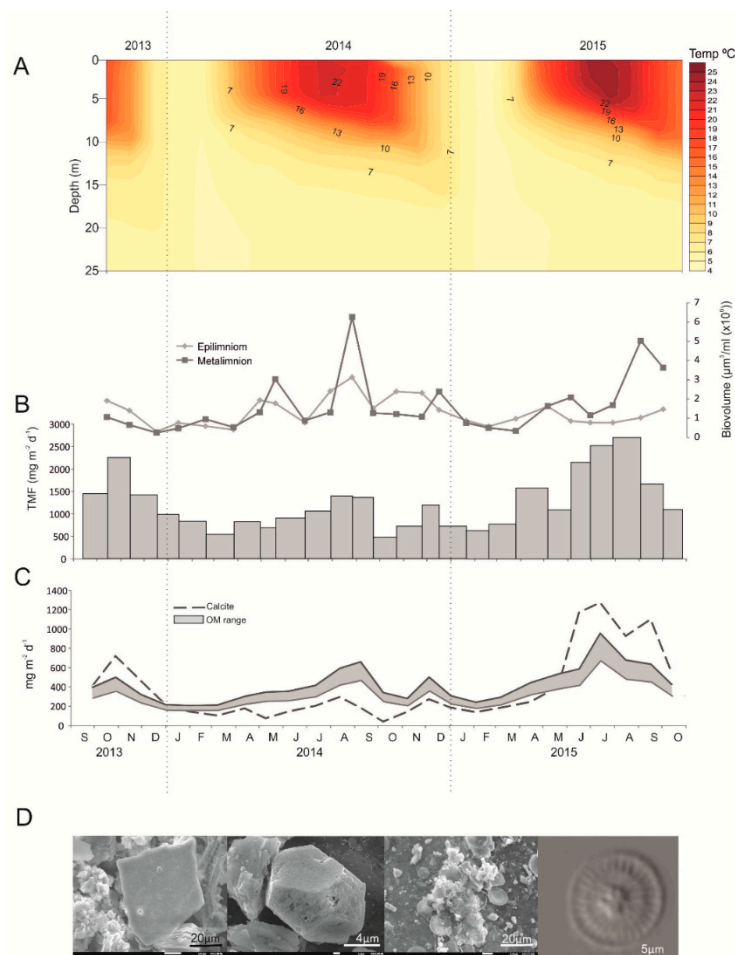 2013 2014 2015
A
Temp ºC
0
5
10
15
20
25
Depth (m)
25
24
23
22
21
20
19
18
17
16
15
14
13
12
11
10
9
8
7
6
5
4
7 7 19 16 22 13 10 7 19 16 13 10 7
7 22 19 16 13 10 7
Epilimniom
Metalimnion
7
6
5
4
3
2
1
0
Biovolume (µm³/ml (x10⁶)
B
3000
2500
2000
1500
1000
500
0
TMF (mg m⁻² d⁻¹)
C
Calcite
OM range
1400
1200
1000
800
600
400
200
0
mg m⁻² d⁻¹
S O N D J F M A M J J A S O N D J F M A M J J A S O
2013 2014 2015
D
20µm 4µm 20µm 5µm